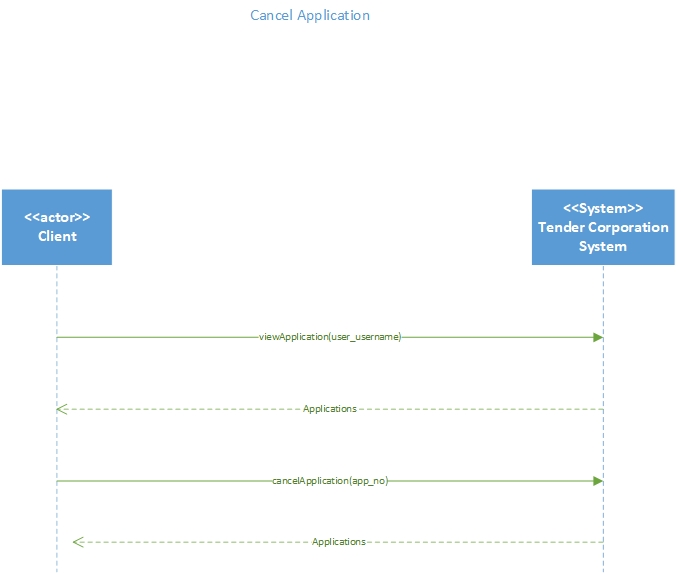 Cancel Application
<<actor>>
Client
<<System>>
Tender Corporation
System
viewApplication(user_username)
Applications
cancelApplication(app_no)
Applications